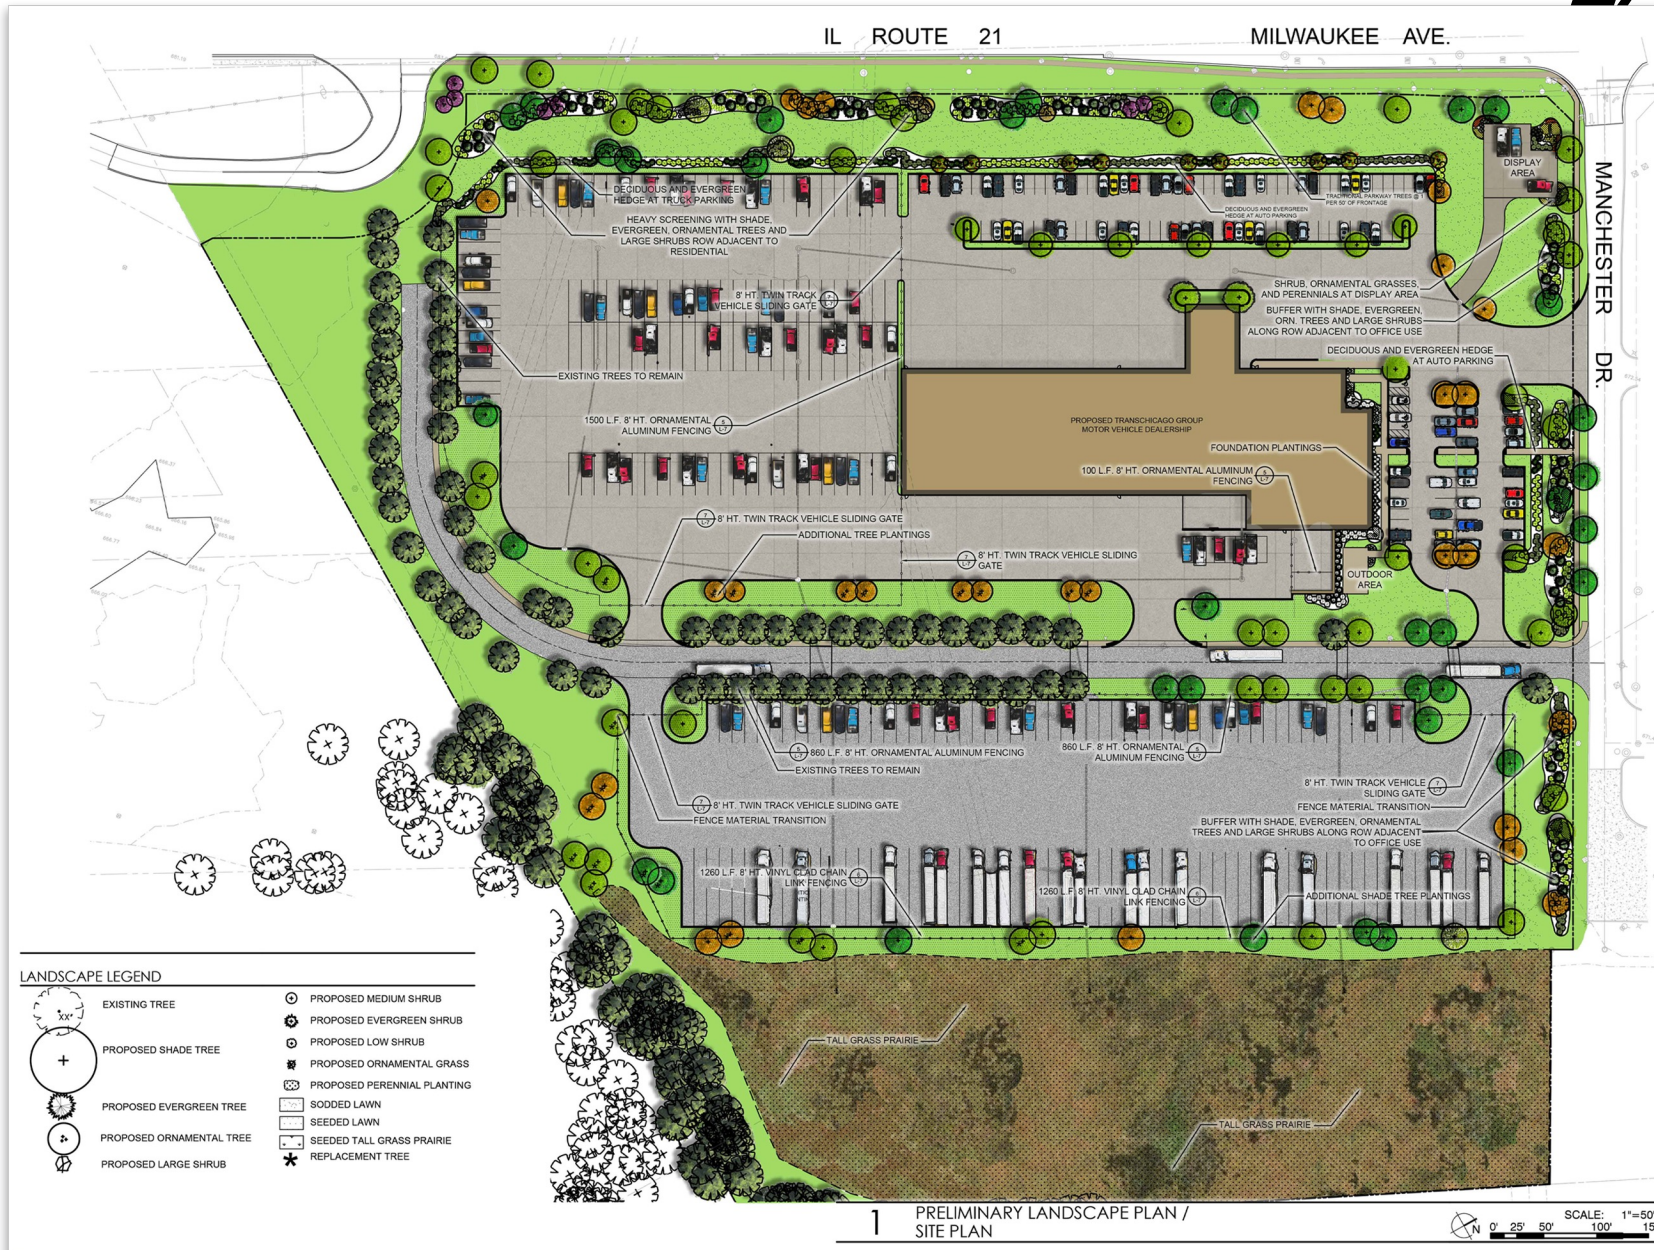 IL ROUTE 21
MILWAUKEE AVE.
MANCHESTER DR.
DISPLAY
AREA
DECIDUOUS AND EVERGREEN
HEDGE AT TRUCK PARKING
HEAVY SCREENING WITH SHADE,
EVERGREEN, ORNAMENTAL TREES AND
LARGE SHRUBS ROW ADJACENT TO
RESIDENTIAL
DECIDUOUS AND EVERGREEN
HEDGE AT AUTO PARKING
TRADITIONAL PARKWAY TREES @ 1
PER 50' OF FRONTAGE
8' HT. TWIN TRACK
VEHICLE SLIDING GATE
SHRUB, ORNAMENTAL GRASSES,
AND PERENNIALS AT DISPLAY AREA
BUFFER WITH SHADE, EVERGREEN,
ORN. TREES AND LARGE SHRUBS
ALONG ROW ADJACENT TO OFFICE USE
DECIDUOUS AND EVERGREEN HEDGE
AT AUTO PARKING
EXISTING TREES TO REMAIN
1500 L.F. 8' HT. ORNAMENTAL
ALUMINUM FENCING
PROPOSED TRANSCHICAGO GROUP
MOTOR VEHICLE DEALERSHIP
FOUNDATION PLANTINGS
100 L.F. 8' HT. ORNAMENTAL ALUMINUM
FENCING
8' HT. TWIN TRACK VEHICLE SLIDING GATE
ADDITIONAL TREE PLANTINGS
8' HT. TWIN TRACK VEHICLE SLIDING
GATE
OUTDOOR
AREA
860 L.F. 8' HT. ORNAMENTAL ALUMINUM FENCING
EXISTING TREES TO REMAIN
860 L.F. 8' HT. ORNAMENTAL
ALUMINUM FENCING
8' HT. TWIN TRACK VEHICLE
SLIDING GATE
FENCE MATERIAL TRANSITION
8' HT. TWIN TRACK VEHICLE SLIDING GATE
FENCE MATERIAL TRANSITION
BUFFER WITH SHADE, EVERGREEN, ORNAMENTAL
TREES AND LARGE SHRUBS ALONG ROW ADJACENT
TO OFFICE USE
1260 L.F. 8' HT. VINYL CLAD CHAIN
LINK FENCING
1260 L.F. 8' HT. VINYL CLAD CHAIN
LINK FENCING
ADDITIONAL SHADE TREE PLANTINGS
TALL GRASS PRAIRIE
TALL GRASS PRAIRIE
LANDSCAPE LEGEND
EXISTING TREE
XX"
PROPOSED SHADE TREE
PROPOSED EVERGREEN TREE
PROPOSED ORNAMENTAL TREE
PROPOSED LARGE SHRUB
PROPOSED MEDIUM SHRUB
PROPOSED EVERGREEN SHRUB
PROPOSED LOW SHRUB
PROPOSED ORNAMENTAL GRASS
PROPOSED PERENNIAL PLANTING
SODDED LAWN
SEEDED LAWN
SEEDED TALL GRASS PRAIRIE
REPLACEMENT TREE
1 PRELIMINARY LANDSCAPE PLAN /
SITE PLAN
N
SCALE: 1"=50'
0' 25' 50' 100' 15